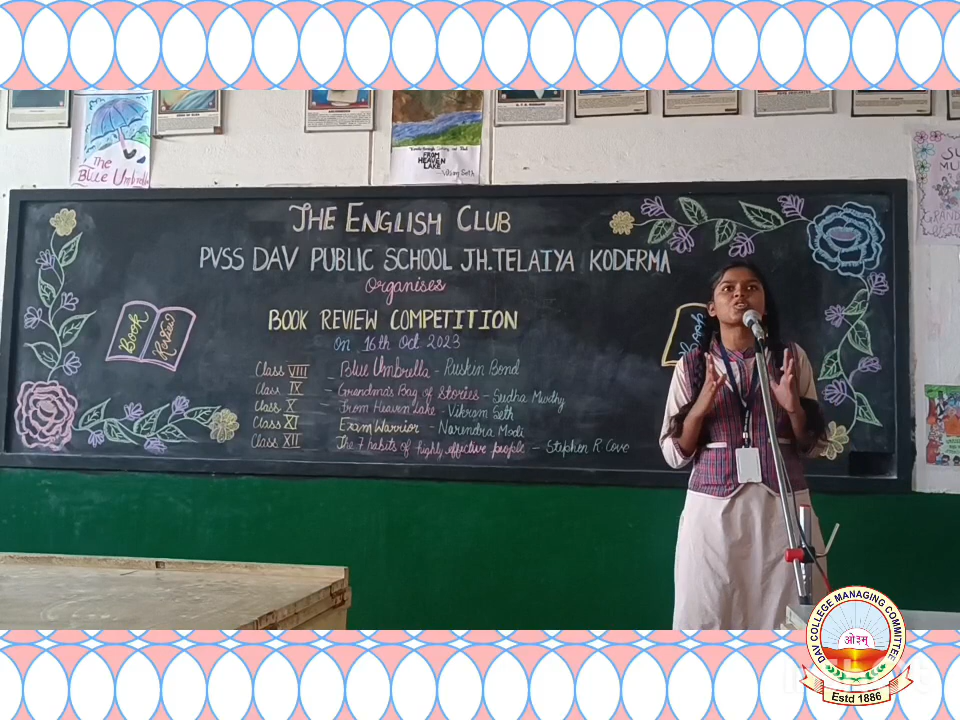 THE BLUE Umbrella
FROM
HEAVEN
LAKE
Vikram Seth
THE ENGLISH CLUB
PVSS DAV PUBLIC SCHOOL JH.TELAIYA KODERMA
Organises
BOOK REVIEW COMPETITION
On 16th Oct 2023
Book Review
Book
Class VIII - Blue Umbrella - Ruskin Bond
Class IX - Grandma's Bag of Stories - Sudha Murthy
Class X - From Heaven Lake - Vikram Seth
Class XI - Exam Warrior - Narendra Modi
Class XII - The 7 habits of highly effective people - Stephen R Cove
DAV COLLEGE MANAGING COMMITTEE
ओ३म्
Estd 1886